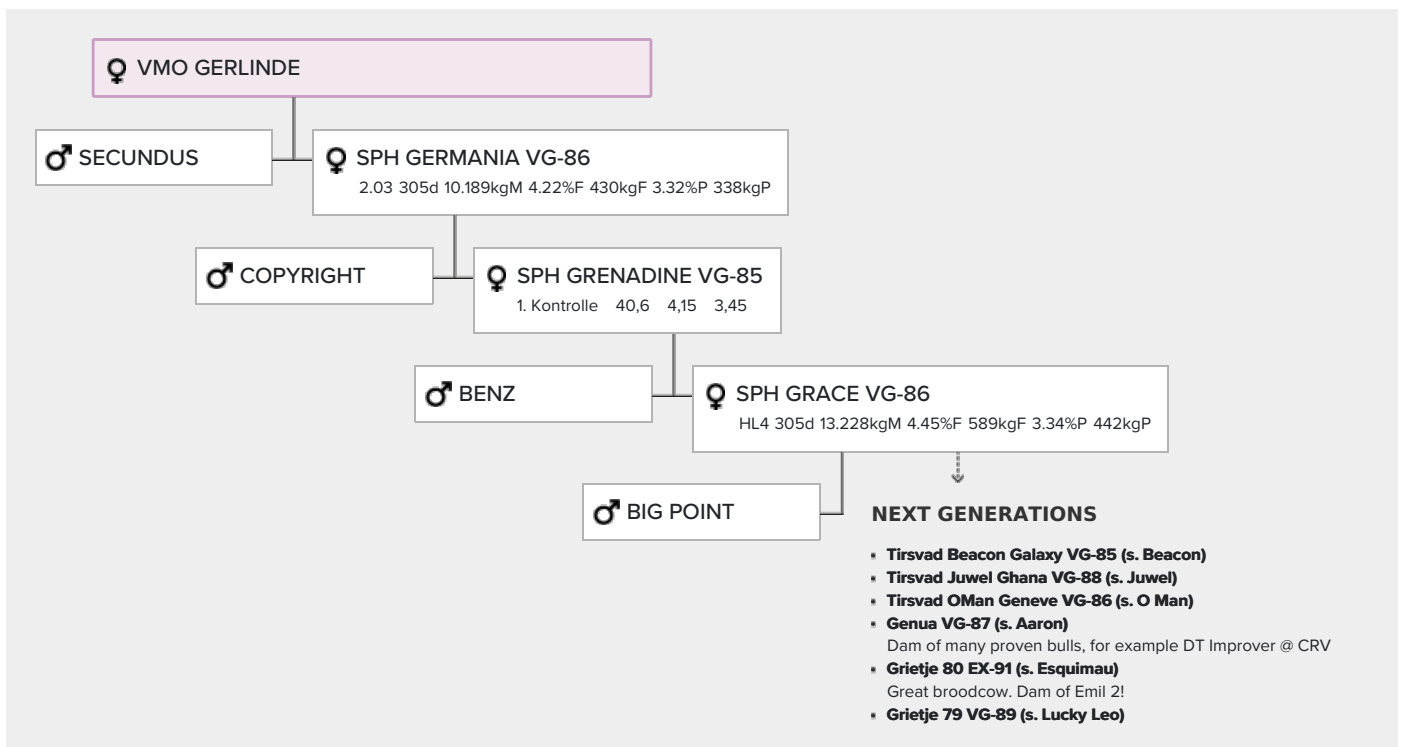 VMO GERLINDE
SECUNDUS
SPH GERMANIA VG-86
2.03 305d 10.189kgM 4.22%F 430kgF 3.32%P 338kgP
COPYRIGHT
SPH GRENADINE VG-85
1. Kontrolle 40,6 4,15 3,45
BENZ
SPH GRACE VG-86
HL4 305d 13.228kgM 4.45%F 589kgF 3.34%P 442kgP
BIG POINT
NEXT GENERATIONS
Tirsvad Beacon Galaxy VG-85 (s. Beacon)
Tirsvad Juwel Ghana VG-88 (s. Juwel)
Tirsvad OMan Geneve VG-86 (s. O Man)
Genua VG-87 (s. Aaron)
Dam of many proven bulls, for example DT Improver @ CRV
Grietje 80 EX-91 (s. Esquimau)
Great broodcow. Dam of Emil 2!
Grietje 79 VG-89 (s. Lucky Leo)